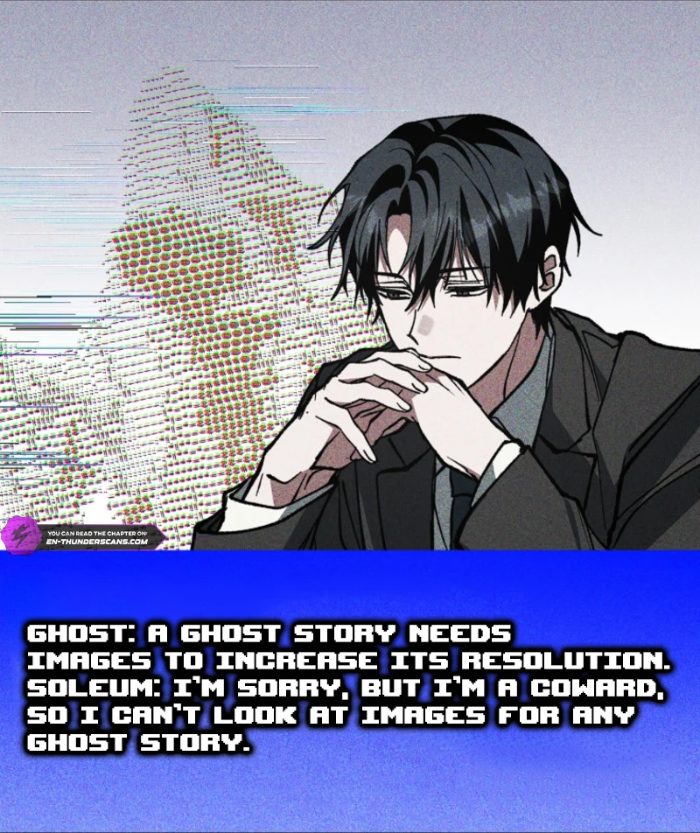 YOU CAN READ THE CHAPTER ON!
EN-THUNDERSCANS.COM
GHOST: A GHOST STORY NEEDS
IMAGES TO INCREASE ITS RESOLUTION.
SOLEUM: I'M SORRY, BUT I'M A COWARD,
SO I CAN'T LOOK AT IMAGES FOR ANY
GHOST STORY.